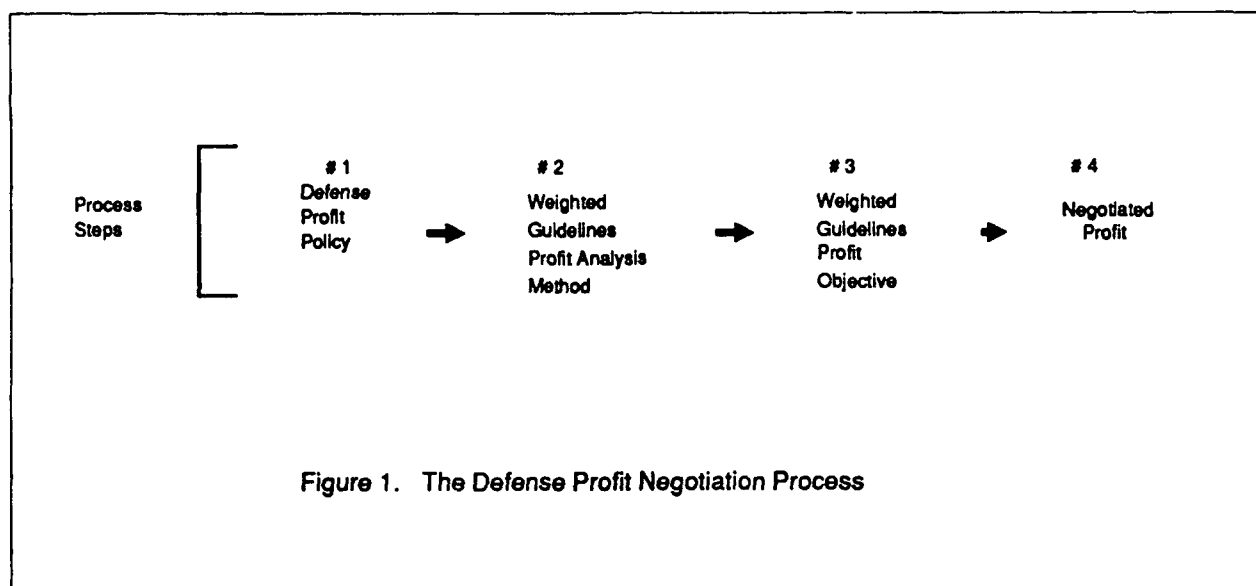 Process
Steps
# 1
Defense
Profit
Policy
# 2
Weighted
Guidelines
Profit Analysis
Method
# 3
Weighted
Guidelines
Profit
Objective
# 4
Negotiated
Profit
Figure 1. The Defense Profit Negotiation Process